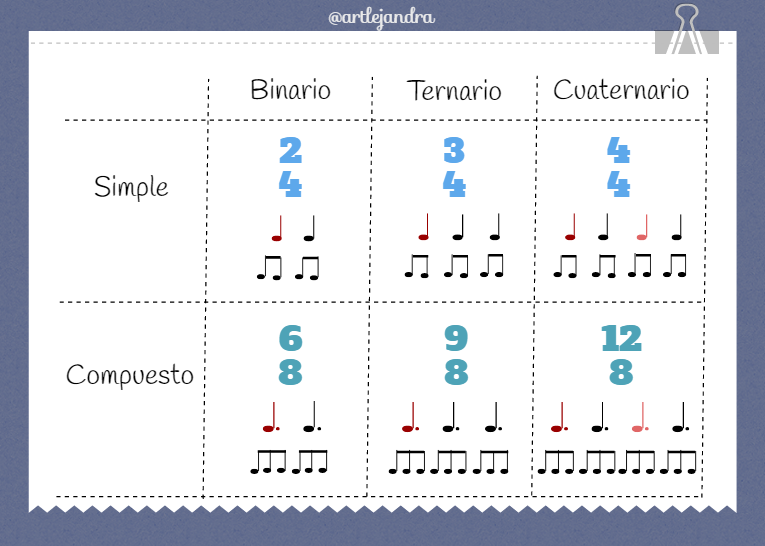 @artlejandra
Binario Ternario Cuaternario
Simple
2 3 4
4 4 4
Compuesto
6 9 12
8 8 8